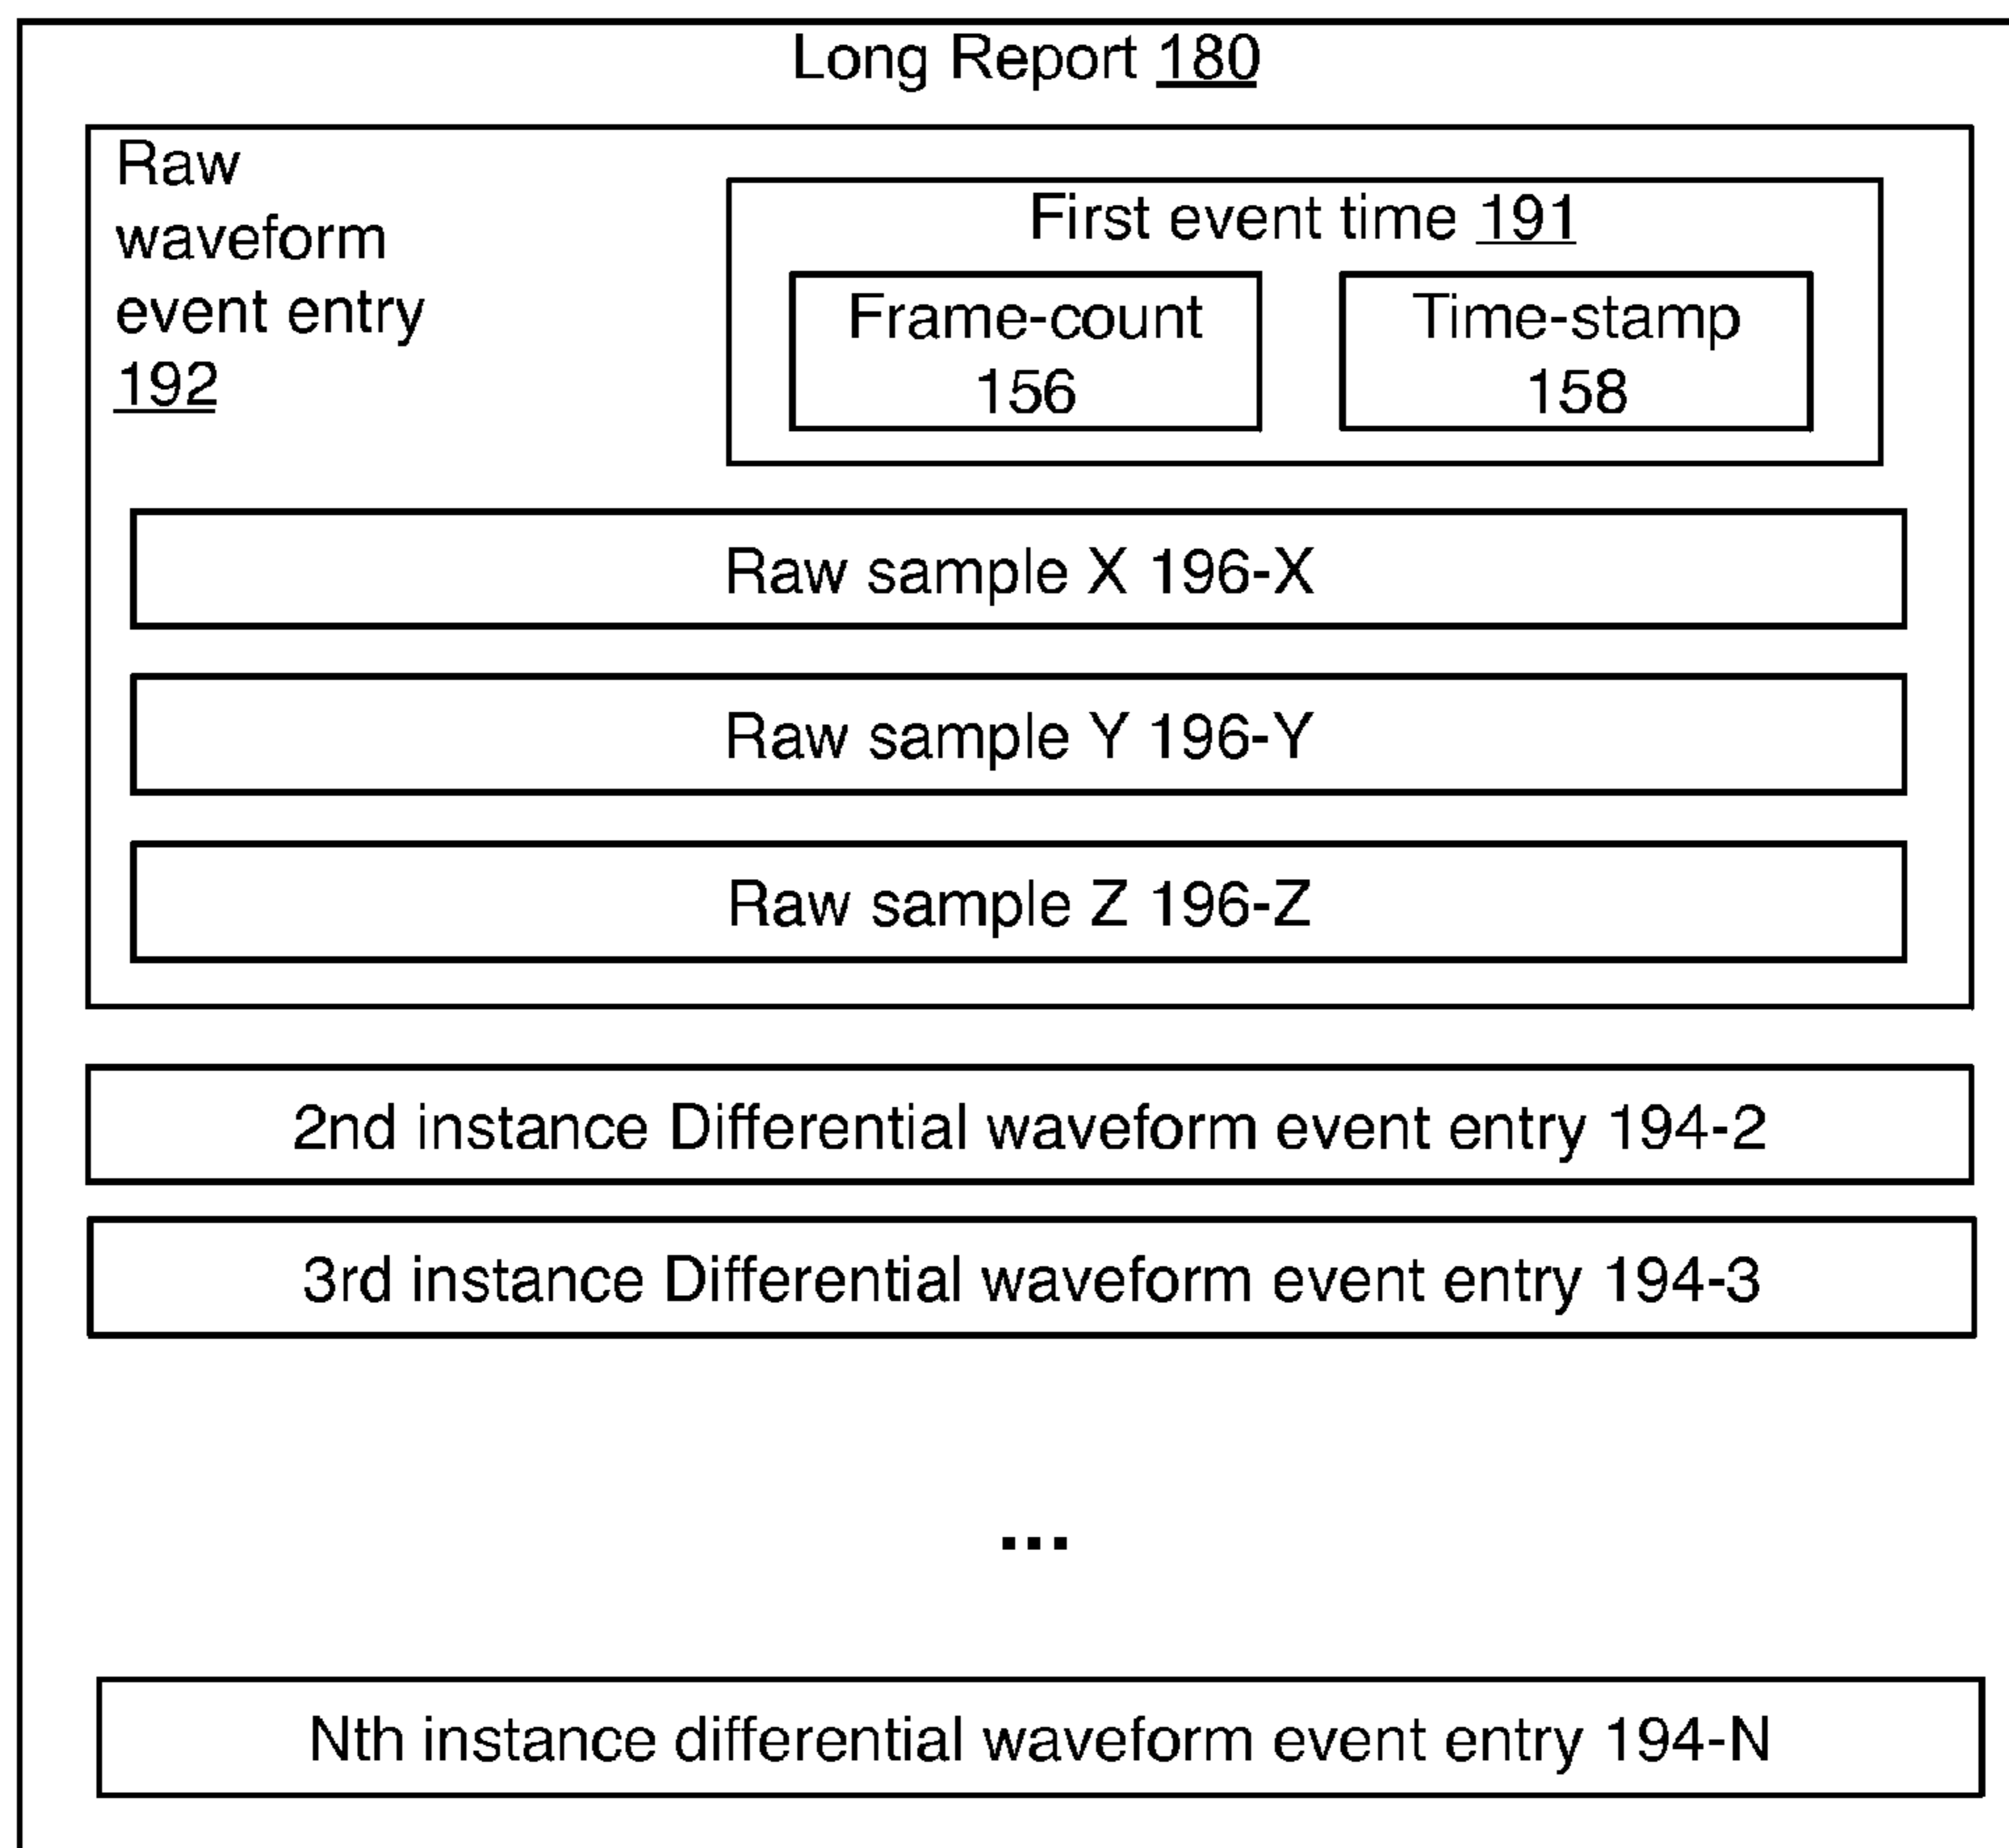 Long Report 180
Raw
waveform
event entry
192
First event time 191
Frame-count
156
Time-stamp
158
Raw sample X 196-X
Raw sample Y 196-Y
Raw sample Z 196-Z
2nd instance Differential waveform event entry 194-2
3rd instance Differential waveform event entry 194-3
...
Nth instance differential waveform event entry 194-N